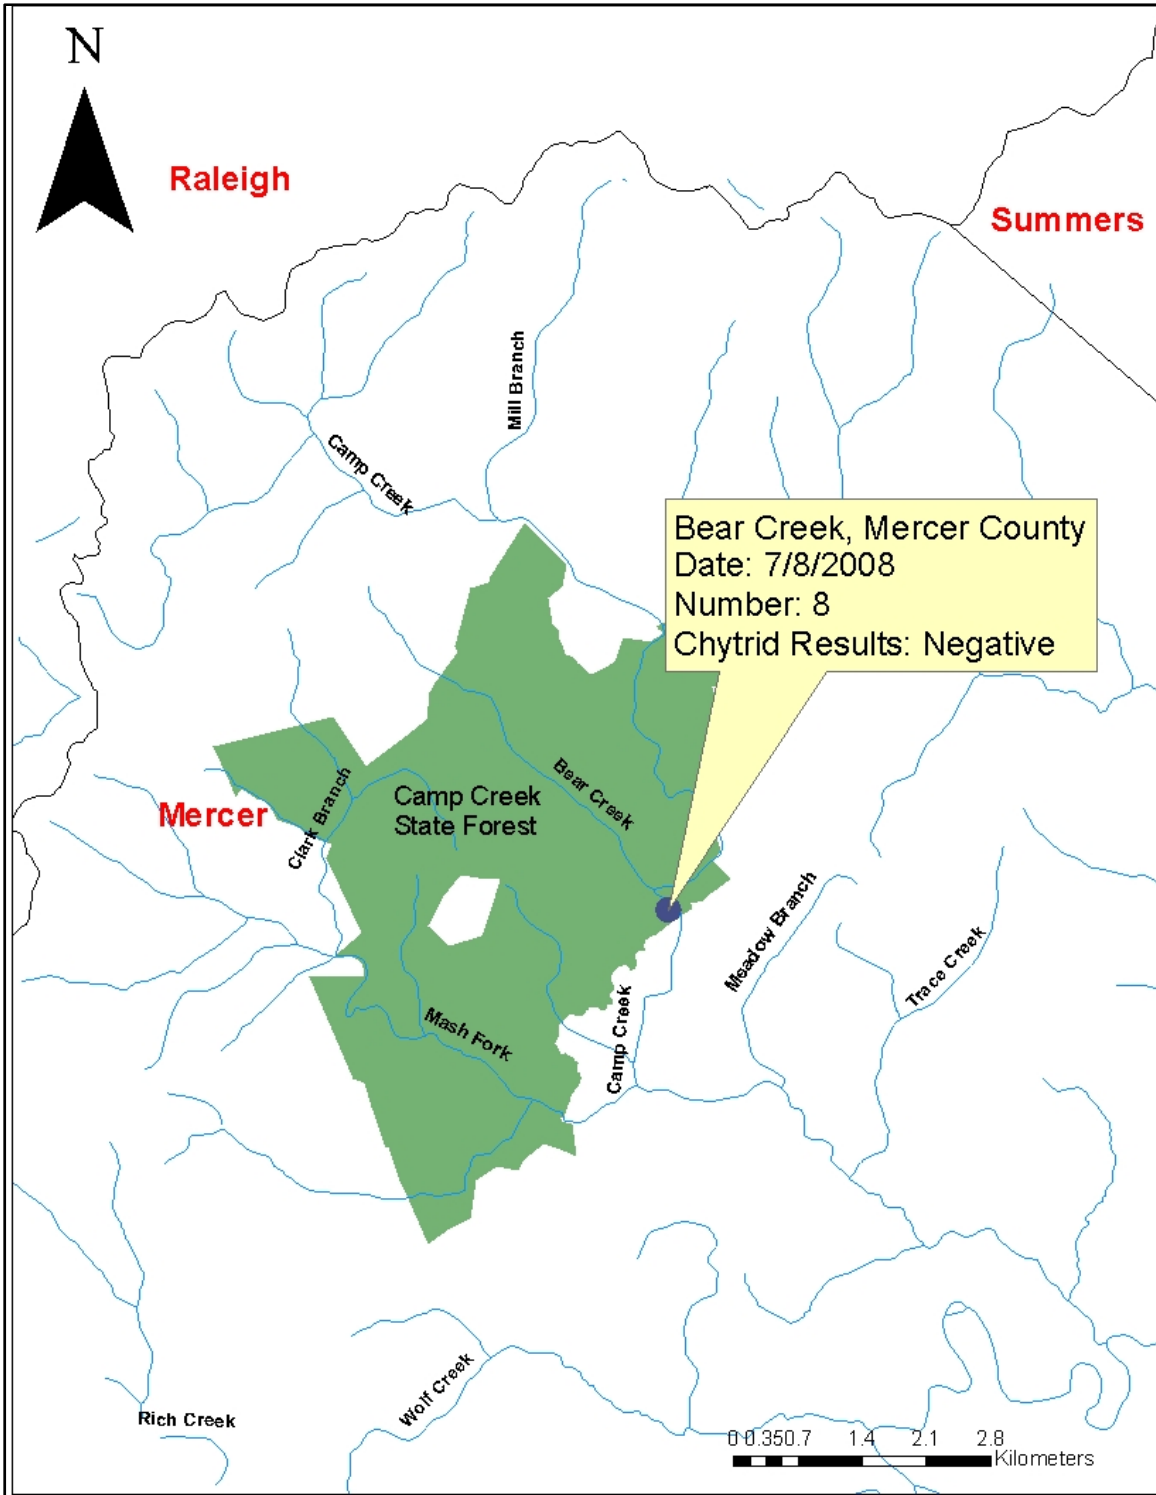 N
Raleigh
Summers
Mill Branch
Camp Creek
Bear Creek, Mercer County
Date: 7/8/2008
Number: 8
Chytrid Results: Negative
Mercer
Clark Branch
Camp Creek
State Forest
Bear Creek
Meadow Branch
Trace Creek
Mash Fork
Camp Creek
Wolf Creek
Rich Creek
0 0.350.7 1.4 2.1 2.8
Kilometers